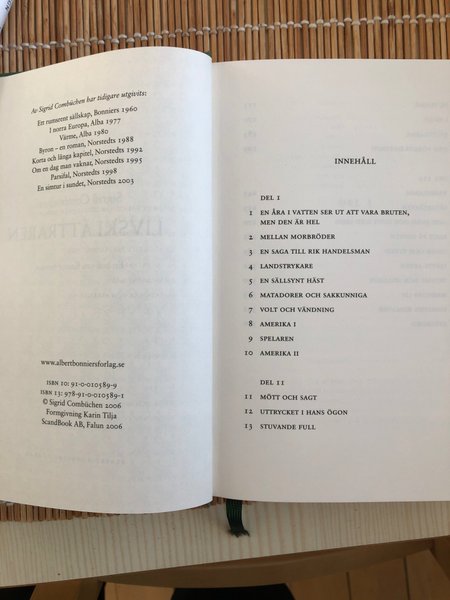 Av Sigrid Combüchen har tidigare utgivits:
Ett rumsrent sällskap, Bonniers 1960
I norra Europa, Alba 1977
Värme, Alba 1980
Byron – en roman, Norstedts 1988
Korta och långa kapitel, Norstedts 1992
Om en dag man vaknar, Norstedts 1995
Parsifal, Norstedts 1998
En simtur i sundet, Norstedts 2003
www.albertbonniersforlag.se
ISBN 10: 91-0-010589-9
ISBN 13: 978-91-0-010589-1
© Sigrid Combüchen 2006
Formgivning Karin Tilja
ScandBook AB, Falun 2006
INNEHÅLL
DEL I
1 EN ÅRA I VATTEN SER UT ATT VARA BRUTEN,
MEN DEN ÄR HEL
2 MELLAN MORBRÖDER
3 EN SAGA TILL RIK HANDELSMAN
4 LANDSTRYKARE
5 EN SÄLLSYNT HÄST
6 MATADORER OCH SAKKUNNIGA
7 VOLT OCH VÄNDNING
8 AMERIKA I
9 SPELAREN
10 AMERIKA II
DEL II
11 MÖTT OCH SAGT
12 UTTRYCKET I HANS ÖGON
13 STUVANDE FULL